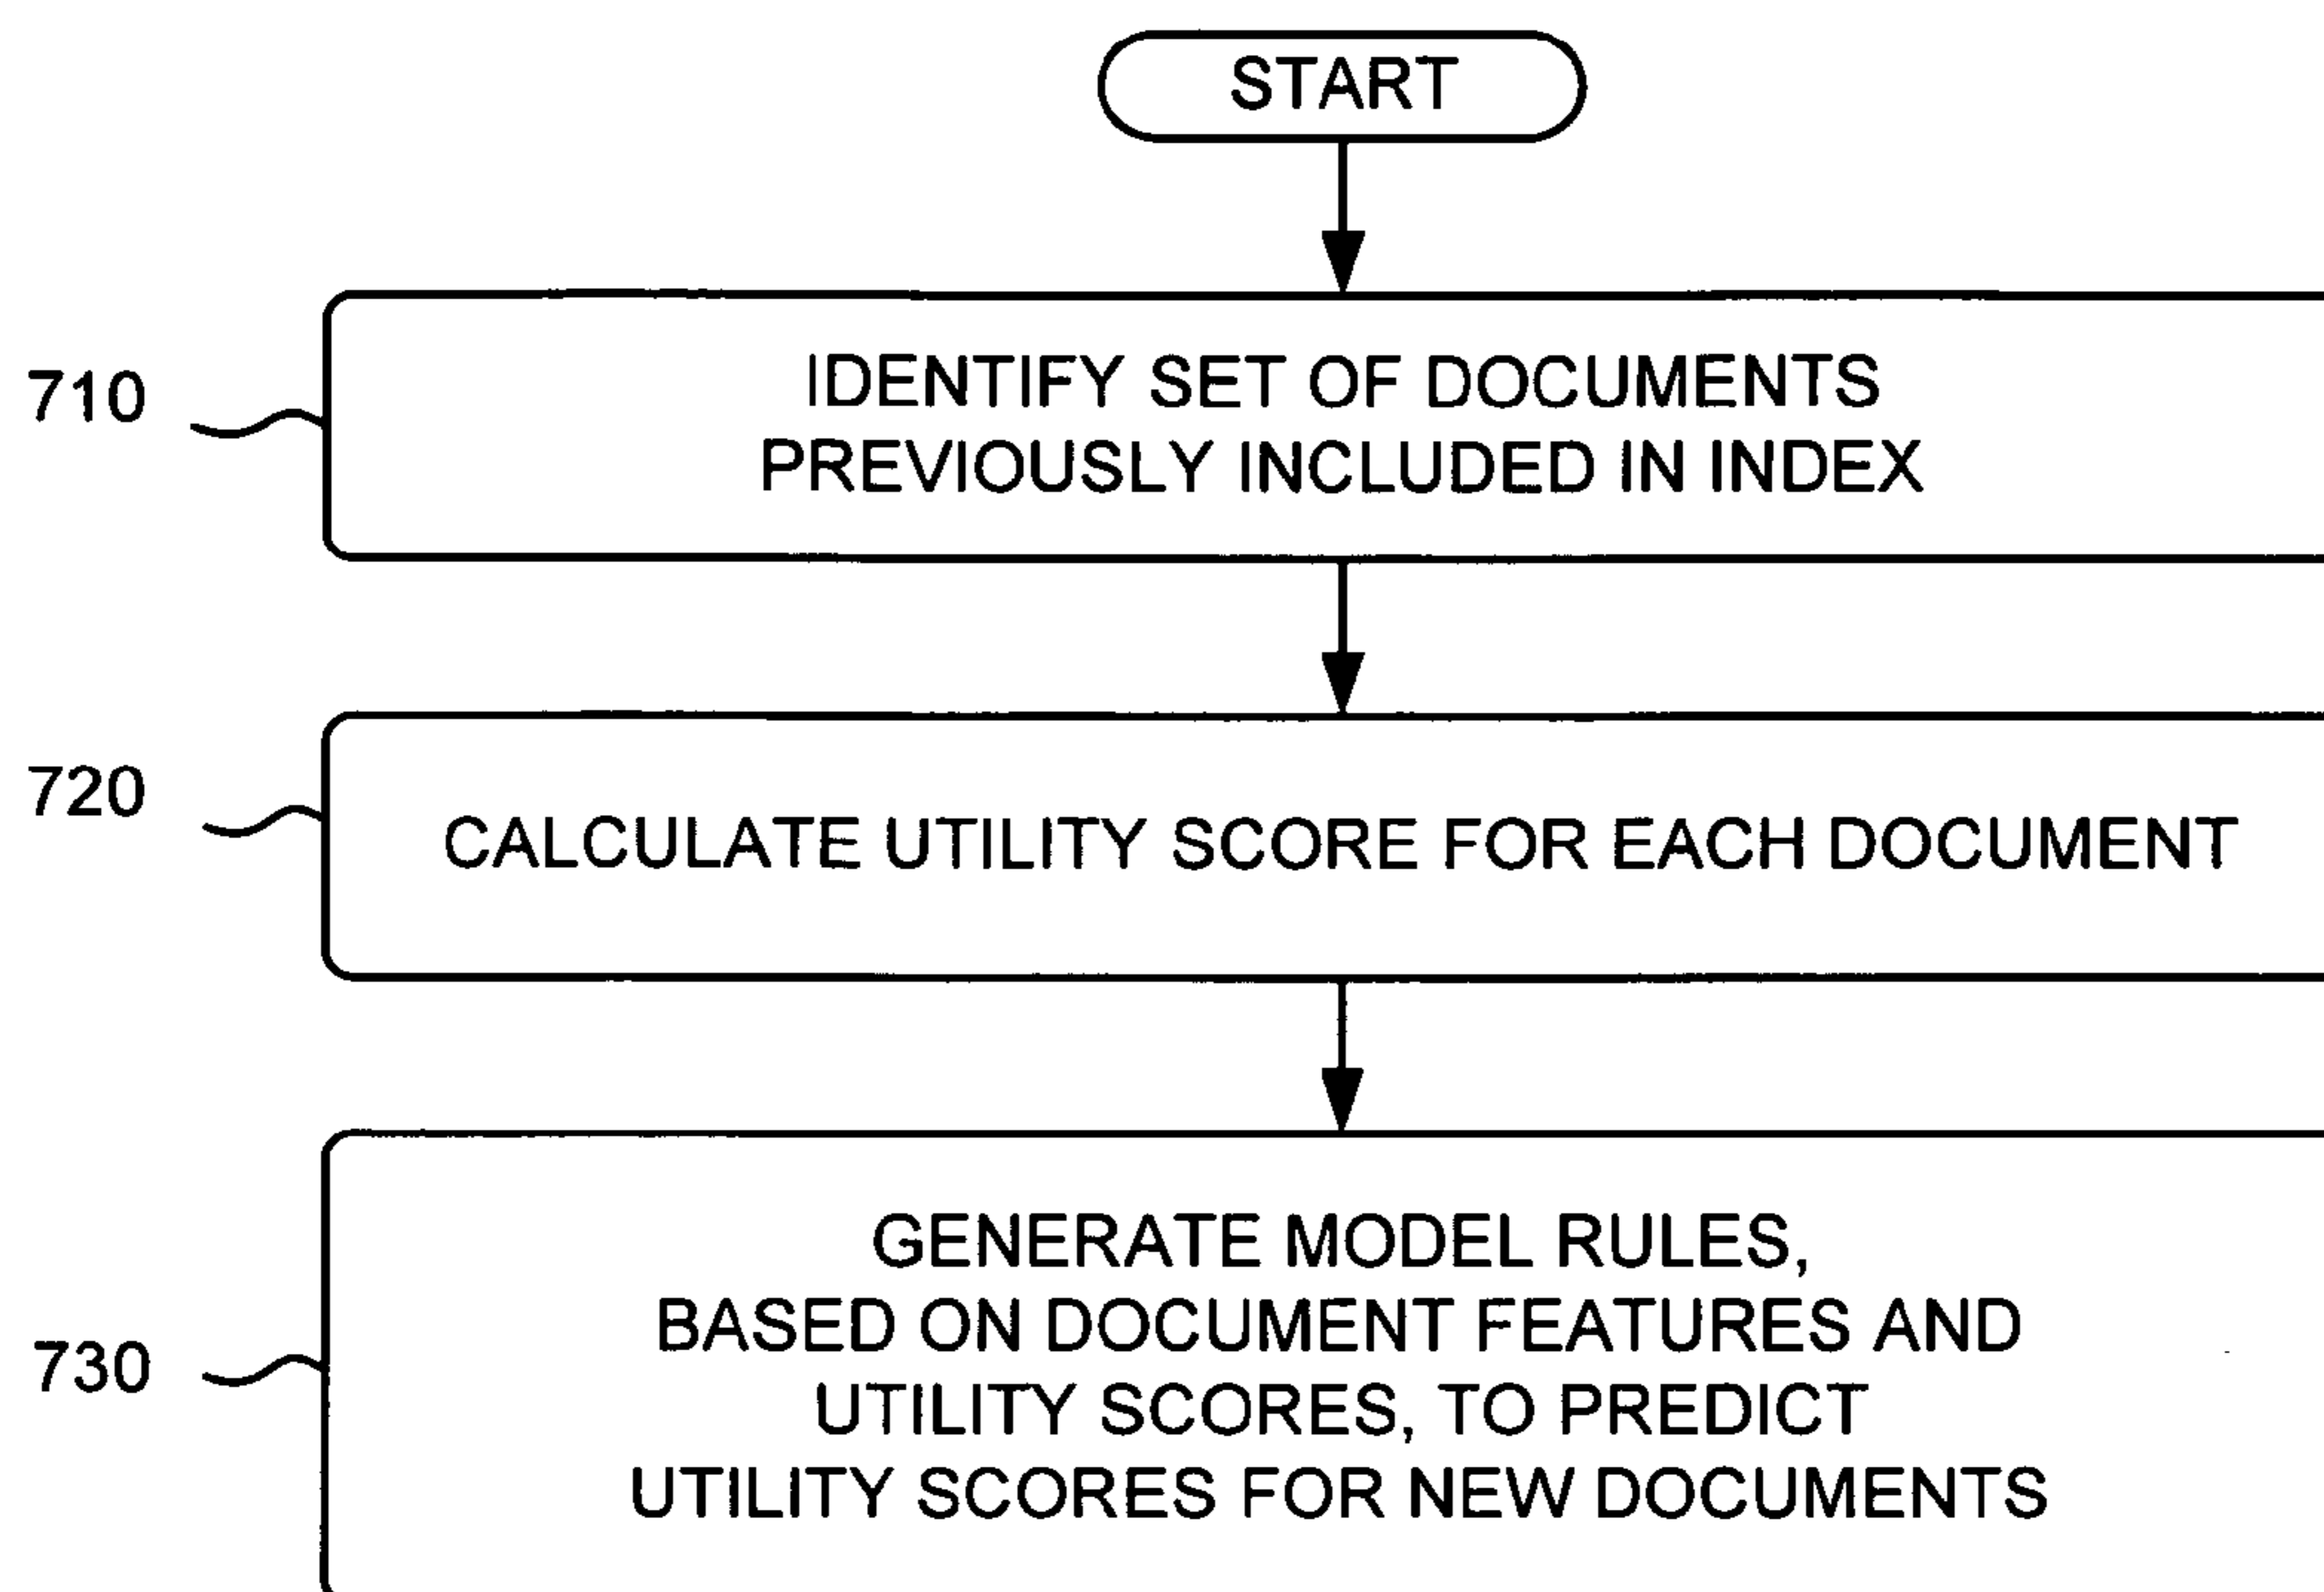 START
710
IDENTIFY SET OF DOCUMENTS
PREVIOUSLY INCLUDED IN INDEX
720
CALCULATE UTILITY SCORE FOR EACH DOCUMENT
730
GENERATE MODEL RULES,
BASED ON DOCUMENT FEATURES AND
UTILITY SCORES, TO PREDICT
UTILITY SCORES FOR NEW DOCUMENTS